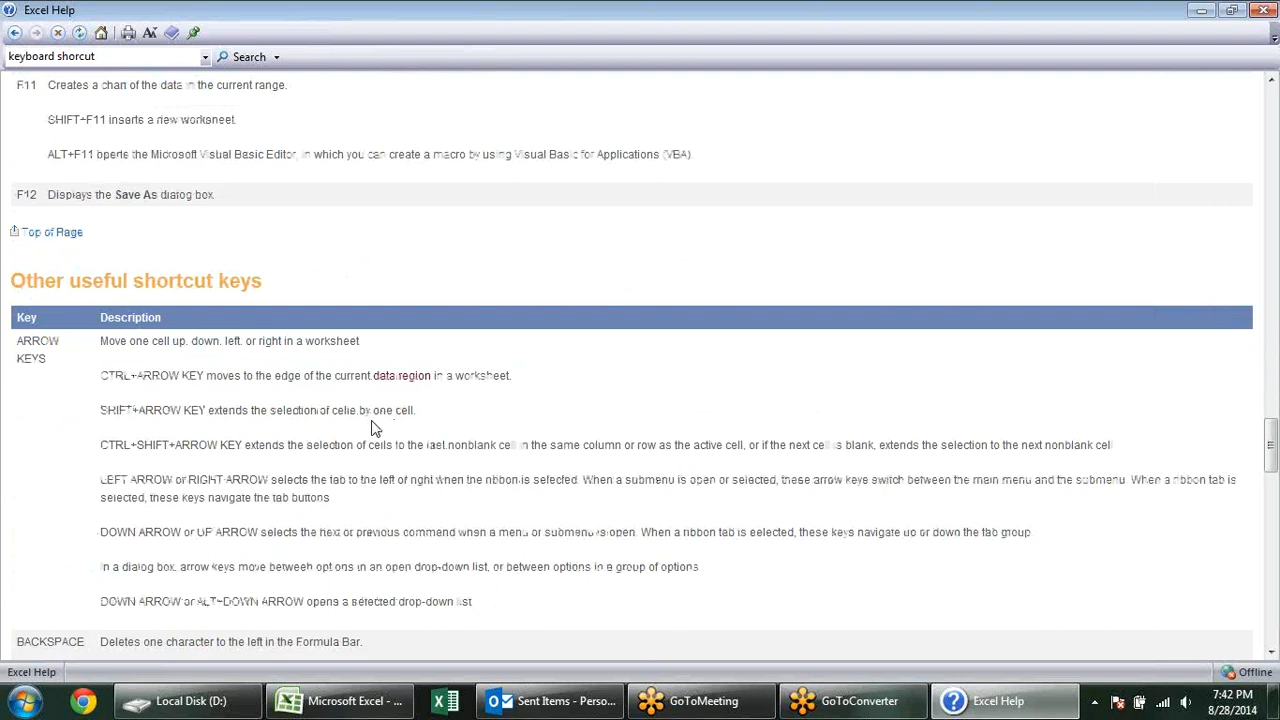 Excel Help
keyboard shorcut
Search
F11 Creates a chart of the data in the current range.
SHIFT+F11 inserts a new worksheet.
ALT+F11 opens the Microsoft Visual Basic Editor, in which you can create a macro by using Visual Basic for Applications (VBA).
F12 Displays the Save As dialog box.
Top of Page
Other useful shortcut keys
Key Description
ARROW KEYS Move one cell up, down, left, or right in a worksheet.
CTRL+ARROW KEY moves to the edge of the current data region in a worksheet.
SHIFT+ARROW KEY extends the selection of cells by one cell.
CTRL+SHIFT+ARROW KEY extends the selection of cells to the last nonblank cell in the same column or row as the active cell, or if the next cell is blank, extends the selection to the next nonblank cell.
LEFT ARROW or RIGHT ARROW selects the tab to the left or right when the ribbon is selected. When a submenu is open or selected, these arrow keys switch between the main menu and the submenu. When a ribbon tab is
selected, these keys navigate the tab buttons.
DOWN ARROW or UP ARROW selects the next or previous command when a menu or submenu is open. When a ribbon tab is selected, these keys navigate up or down the tab group.
In a dialog box, arrow keys move between options in an open drop-down list, or between options in a group of options.
DOWN ARROW or ALT+DOWN ARROW opens a selected drop-down list.
BACKSPACE Deletes one character to the left in the Formula Bar.
Excel Help
Offline
Local Disk (D:)
Microsoft Excel - ...
Sent Items - Perso...
GoToMeeting
GoToConverter
Excel Help
7:42 PM
8/28/2014